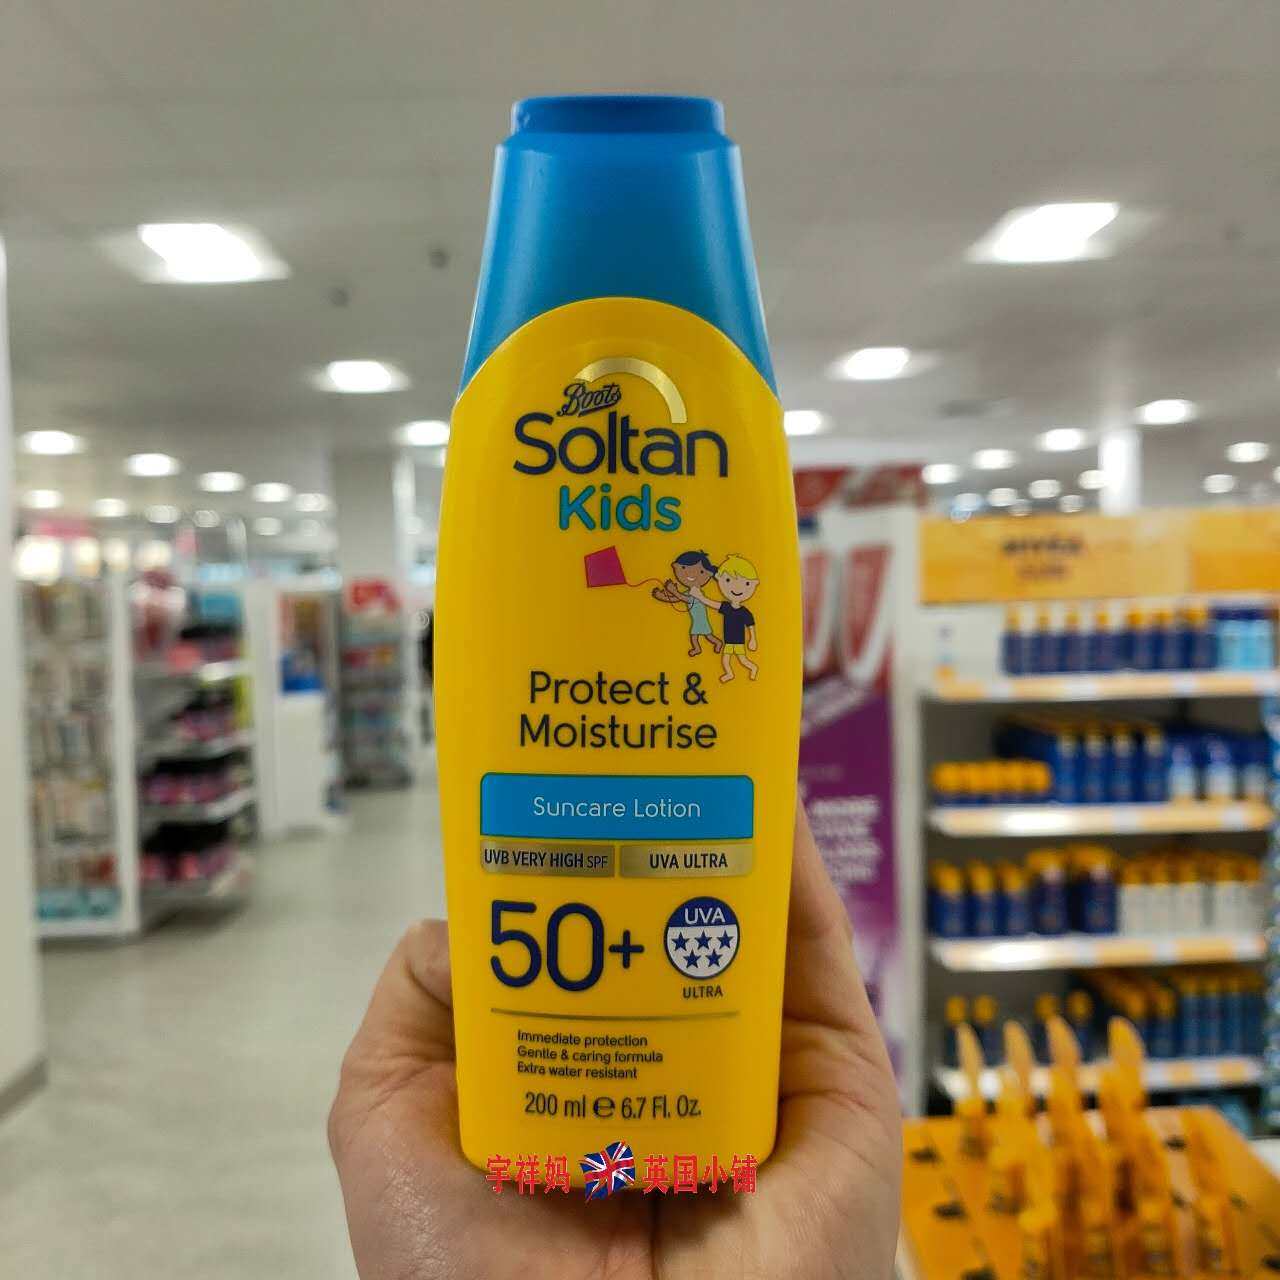 Boots
Soltan
Kids
Protect &
Moisturise
Suncare Lotion
UVB VERY HIGH SPF
UVA ULTRA
50+
UVA
ULTRA
Immediate protection
Gentle & caring formula
Extra water resistant
200 ml ℮ 6.7 Fl. Oz.
宇祥妈 英国小铺
NIVEA